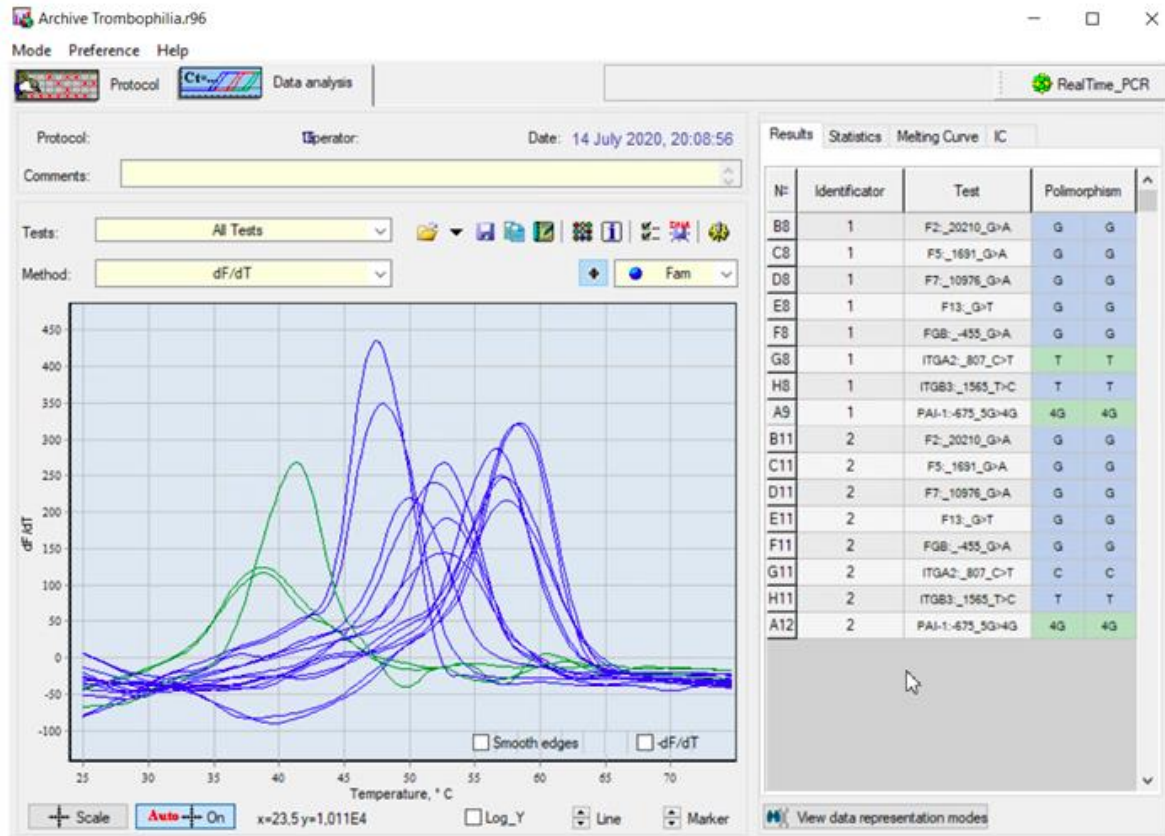 Archive Trombophilia.r96
Mode Preference Help
Protocol Ct=... Data analysis RealTime_PCR
Protocol: Operator: Date: 14 July 2020, 20:08:56
Comments:
Tests: All Tests
Method: dF/dT Fam
dF/dT
450
400
350
300
250
200
150
100
50
0
-50
-100
Smooth edges -dF/dT
25 30 35 40 45 50 55 60 65 70
Temperature, ° C
Scale Auto On x=23,5 y=1,011E4 Log_Y Line Marker
Results Statistics Melting Curve IC
N= Identificator Test Polimorphism
B8 1 F2:_20210_G>A G G
C8 1 F5:_1691_G>A G G
D8 1 F7:_10976_G>A G G
E8 1 F13:_G>T G G
F8 1 FGB:_-455_G>A G G
G8 1 ITGA2:_807_C>T T T
H8 1 ITGB3:_1565_T>C T T
A9 1 PAI-1:-675_5G>4G 4G 4G
B11 2 F2:_20210_G>A G G
C11 2 F5:_1691_G>A G G
D11 2 F7:_10976_G>A G G
E11 2 F13:_G>T G G
F11 2 FGB:_-455_G>A G G
G11 2 ITGA2:_807_C>T C C
H11 2 ITGB3:_1565_T>C T T
A12 2 PAI-1:-675_5G>4G 4G 4G
View data representation modes